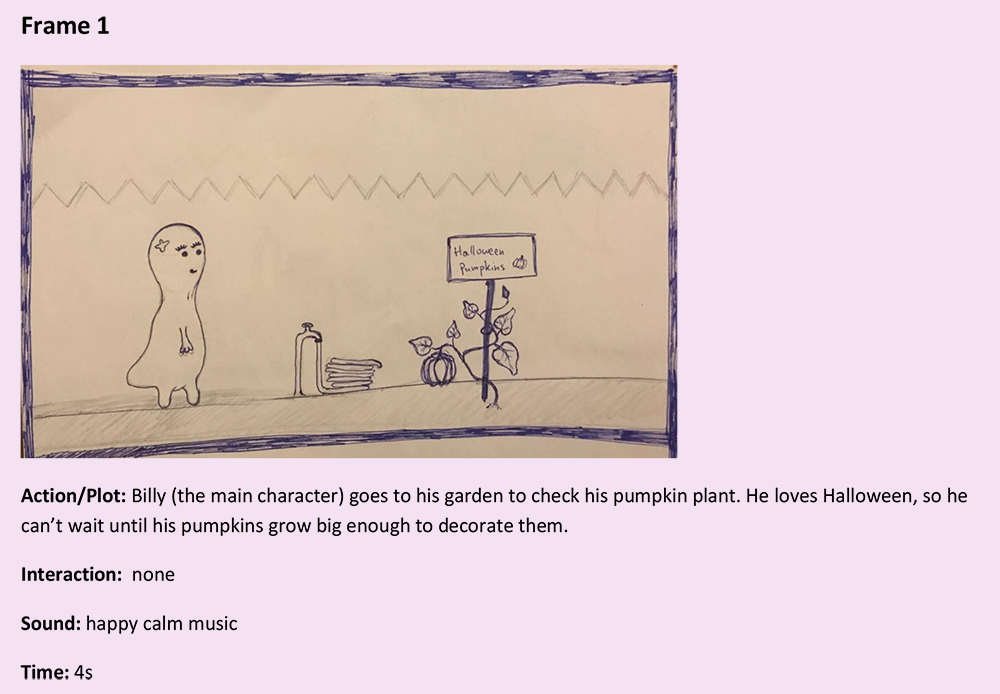 Frame 1
Halloween
Pumpkins
Action/Plot: Billy (the main character) goes to his garden to check his pumpkin plant. He loves Halloween, so he
can’t wait until his pumpkins grow big enough to decorate them.
Interaction:  none
Sound: happy calm music
Time: 4s